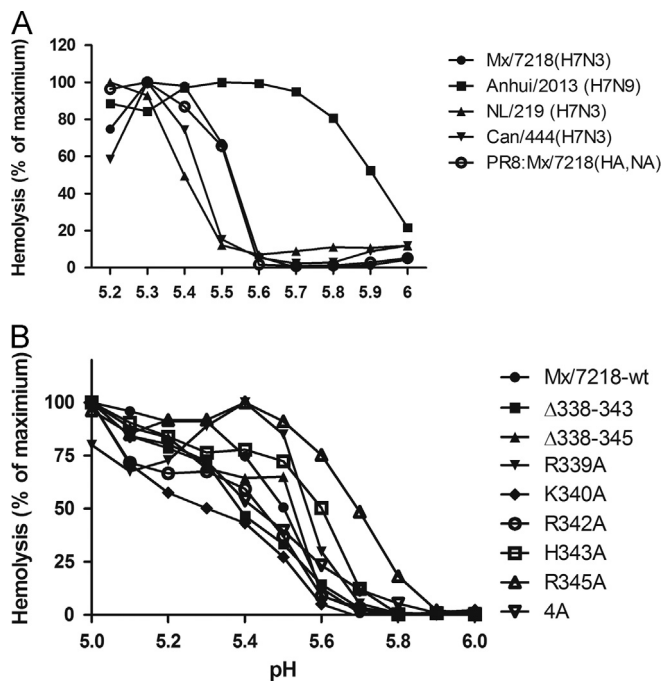 A
Hemolysis (% of maximium)
120
100
80
60
40
20
0
5.2 5.3 5.4 5.5 5.6 5.7 5.8 5.9 6
Mx/7218(H7N3)
Anhui/2013 (H7N9)
NL/219 (H7N3)
Can/444(H7N3)
PR8:Mx/7218(HA,NA)
B
Hemolysis (% of maximium)
100
75
50
25
0
5.0 5.2 5.4 5.6 5.8 6.0
pH
Mx/7218-wt
Δ338-343
Δ338-345
R339A
K340A
R342A
H343A
R345A
4A